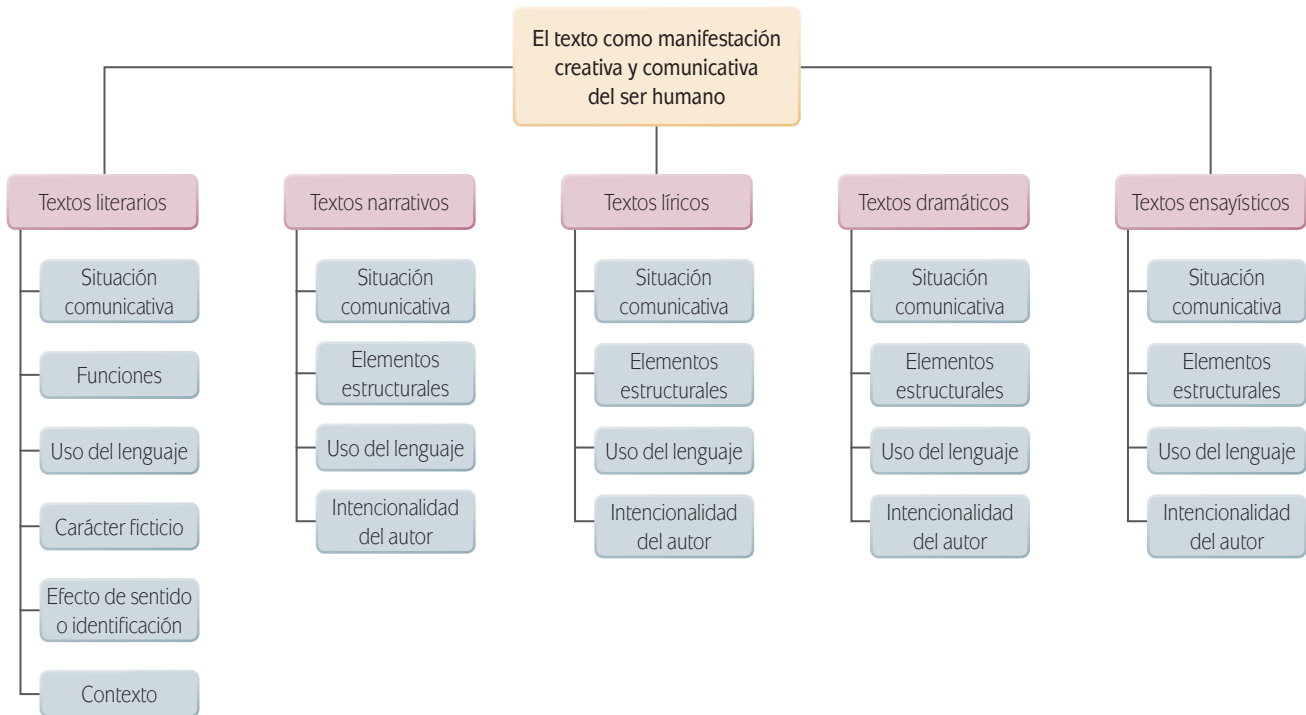 El texto como manifestación
creativa y comunicativa
del ser humano
Textos literarios
Situación
comunicativa
Funciones
Uso del lenguaje
Carácter ficticio
Efecto de sentido
o identificación
Contexto
Textos narrativos
Situación
comunicativa
Elementos
estructurales
Uso del lenguaje
Intencionalidad
del autor
Textos líricos
Situación
comunicativa
Elementos
estructurales
Uso del lenguaje
Intencionalidad
del autor
Textos dramáticos
Situación
comunicativa
Elementos
estructurales
Uso del lenguaje
Intencionalidad
del autor
Textos ensayísticos
Situación
comunicativa
Elementos
estructurales
Uso del lenguaje
Intencionalidad
del autor